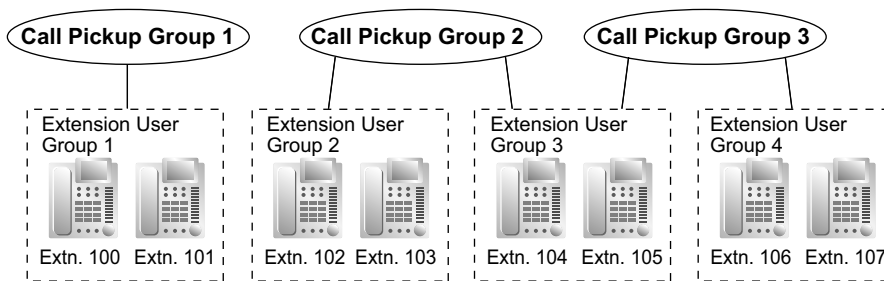 Call Pickup Group 1
Call Pickup Group 2
Call Pickup Group 3
Extension User
Group 1
Extn. 100 Extn. 101
Extension User
Group 2
Extn. 102 Extn. 103
Extension User
Group 3
Extn. 104 Extn. 105
Extension User
Group 4
Extn. 106 Extn. 107